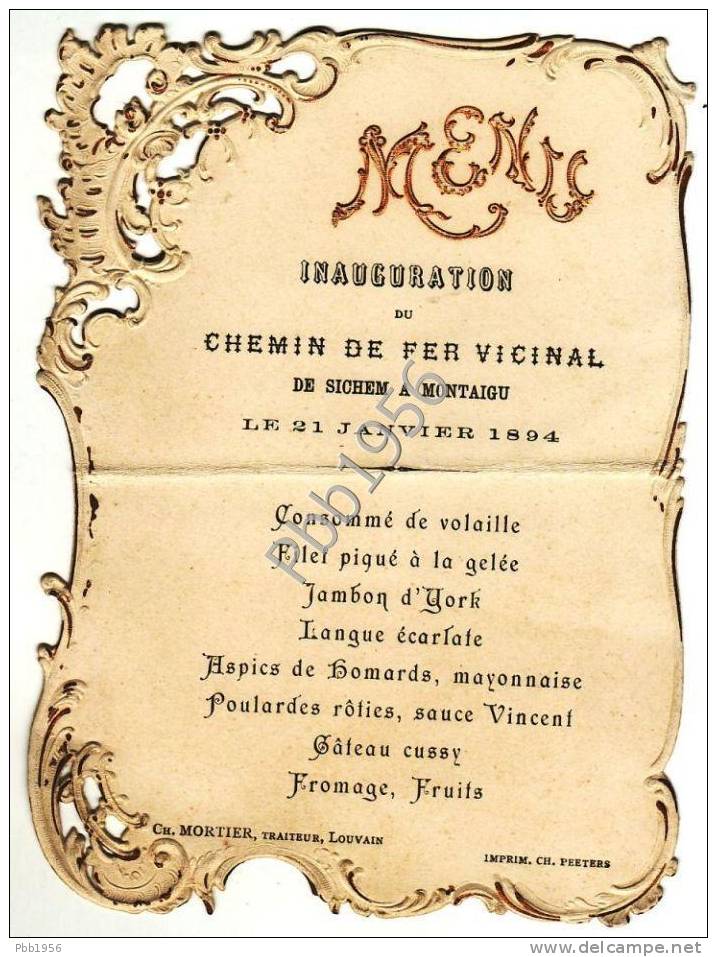 MENU
INAUGURATION
DU
CHEMIN DE FER VICINAL
DE SICHEM A MONTAIGU
LE 21 JANVIER 1894
Consommé de volaille
Filet piqué à la gelée
Jambon d'York
Langue écarlate
Aspics de Homards, mayonnaise
Poulardes rôties, sauce Vincent
Gâteau cussy
Fromage, Fruits
CH. MORTIER, TRAITEUR, LOUVAIN
IMPRIM. CH. PEETERS
Pbb1956
Pbb1956
delcampe.net